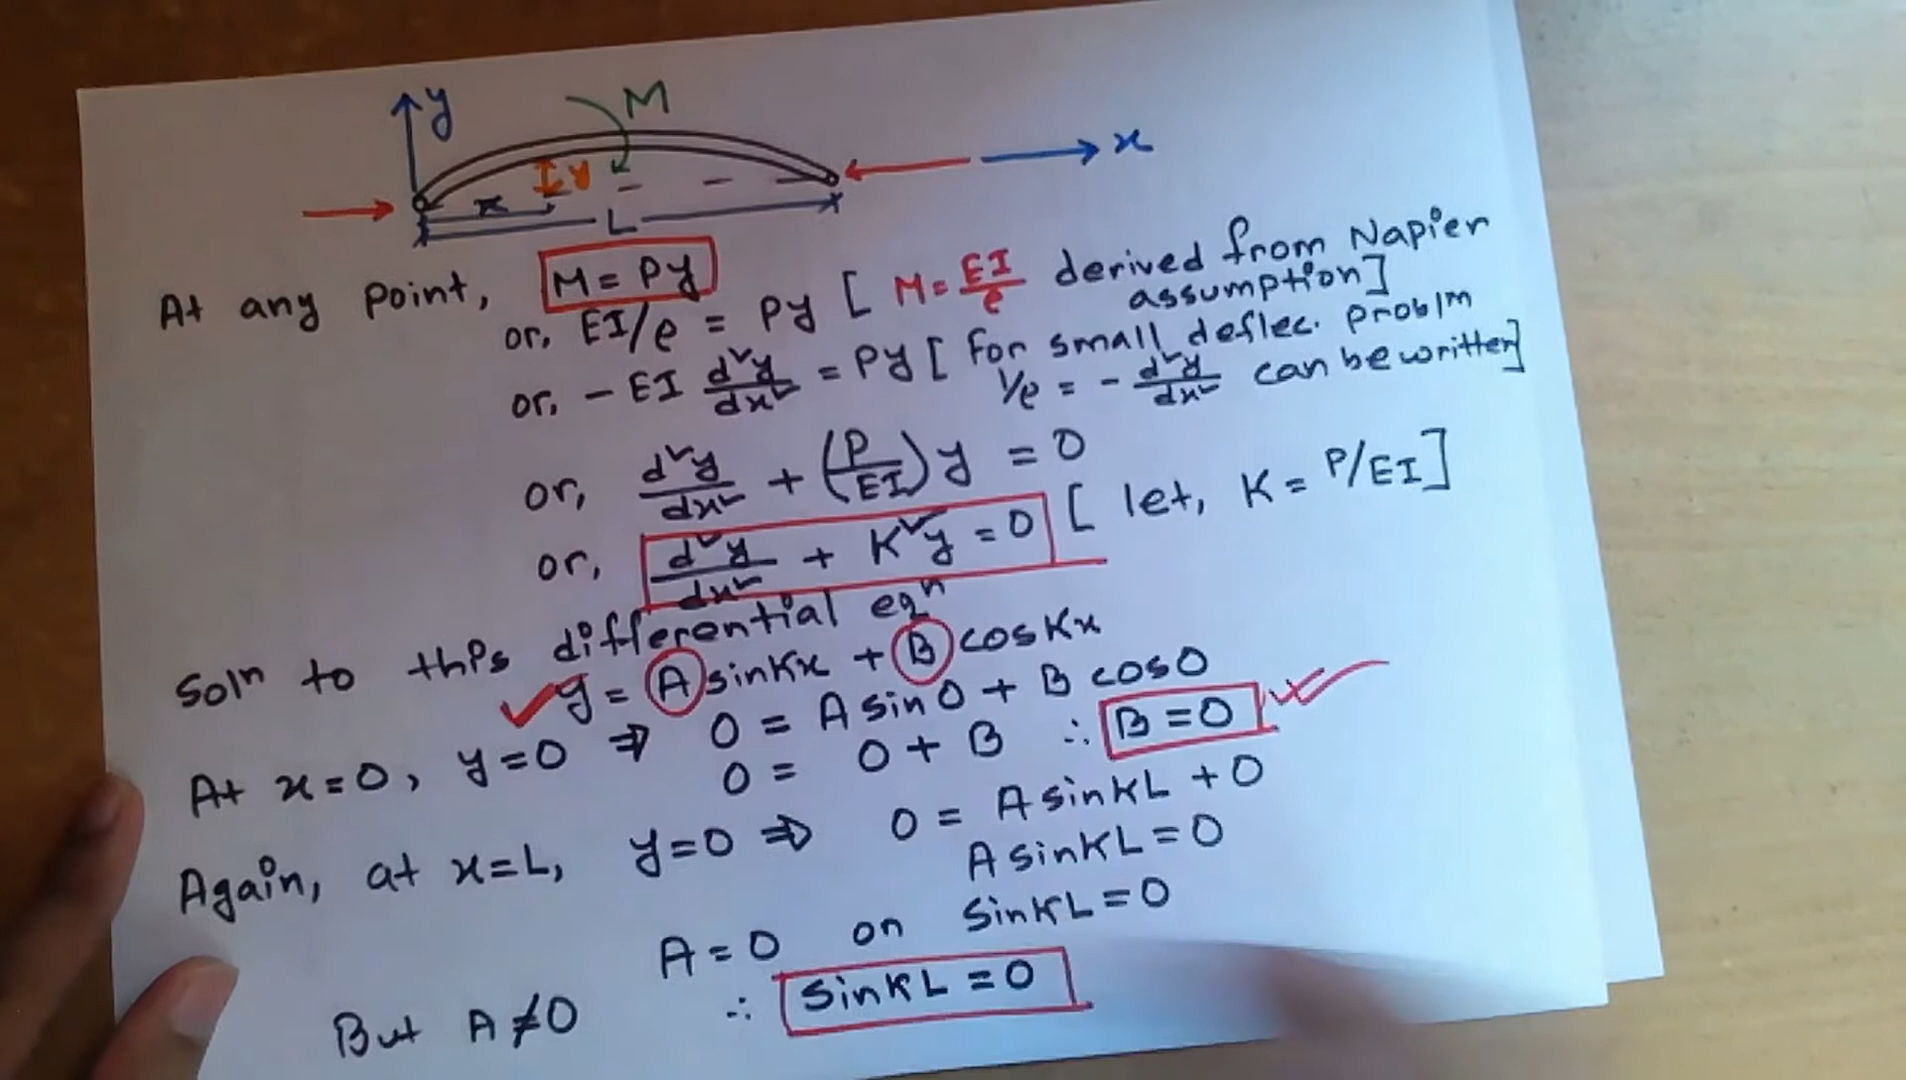 y
M
x
y
x
L
At any point, M = Py
or, EI/ρ = Py [ M = EI/ρ derived from Napier assumption]
or, - EI d²y/dx² = Py [ For small deflec. problm 1/ρ = - d²y/dx² can be written]
or, d²y/dx² + (P/EI) y = 0
or, d²y/dx² + K²y = 0 [ let, K = P/EI]
Solⁿ to this differential eqⁿ
y = A sinKx + B cosKx
At x = 0, y = 0 ⇒ 0 = A sin0 + B cos0
0 = 0 + B ∴ B = 0
Again, at x = L, y = 0 ⇒ 0 = A sinKL + 0
A sinKL = 0
A = 0 or sinKL = 0
But A ≠ 0 ∴ sinKL = 0